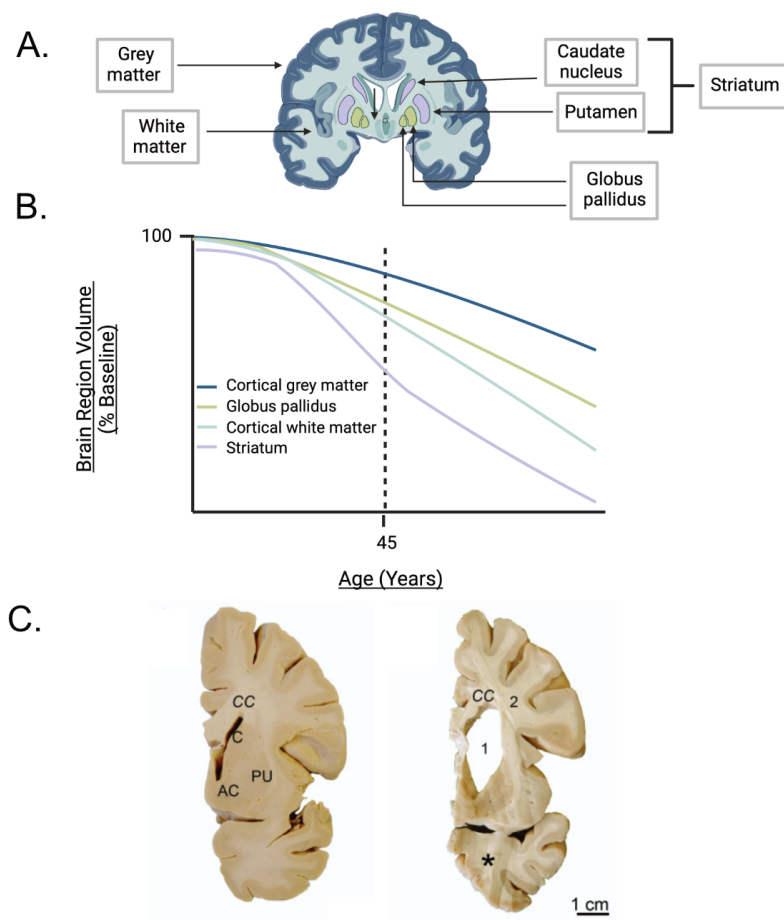 A.
Grey
matter
White
matter
Caudate
nucleus
Putamen
Striatum
Globus
pallidus
B.
100
Brain Region Volume
(% Baseline)
Cortical grey matter
Globus pallidus
Cortical white matter
Striatum
45
Age (Years)
C.
CC
C
PU
AC
CC
2
1
*
1 cm